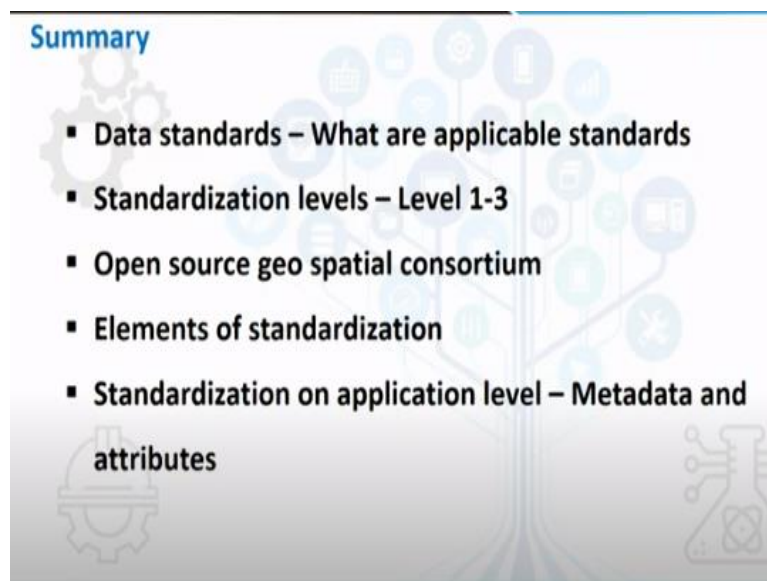 Summary
▪ Data standards – What are applicable standards
▪ Standardization levels – Level 1-3
▪ Open source geo spatial consortium
▪ Elements of standardization
▪ Standardization on application level – Metadata and
attributes